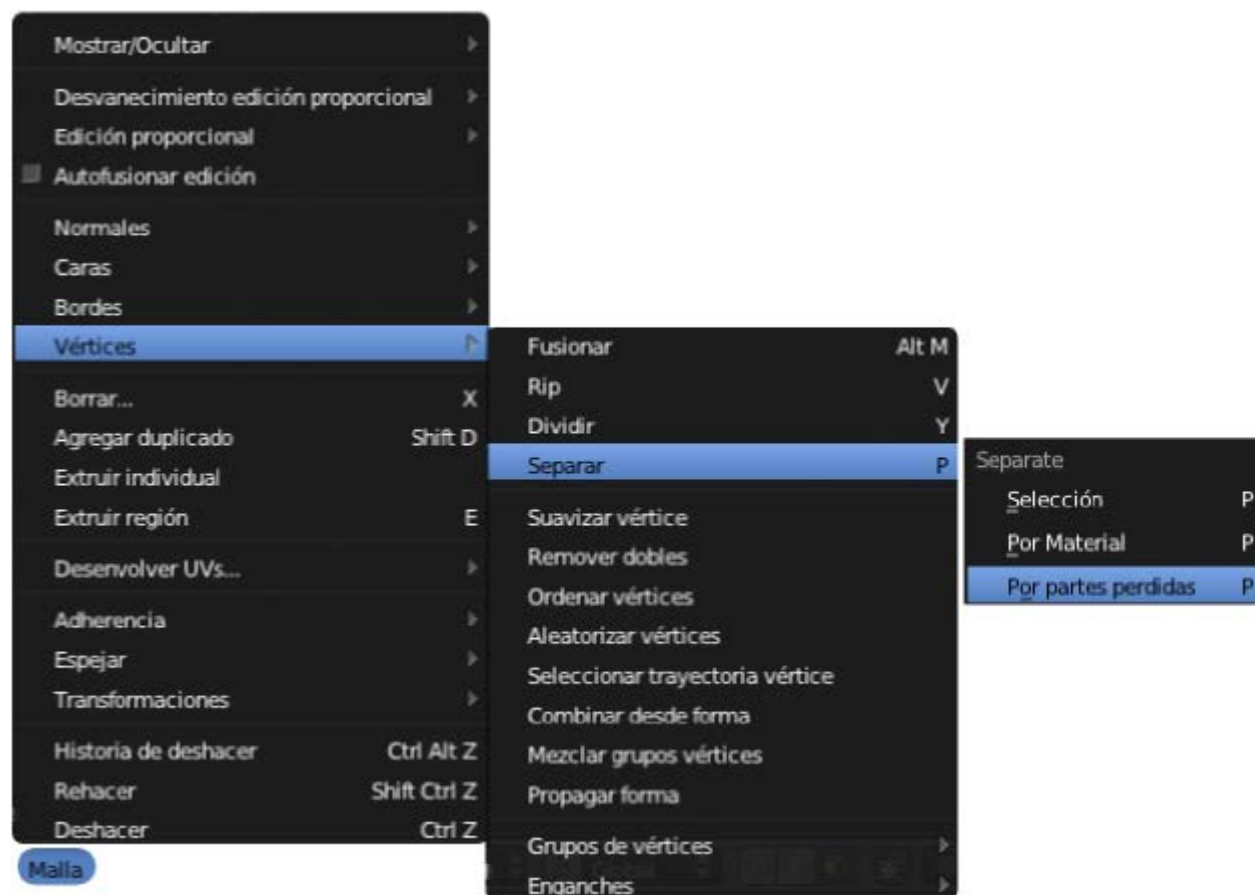 Mostrar/Ocultar
Desvanecimiento edición proporcional
Edición proporcional
Autofusionar edición
Normales
Caras
Bordes
Vértices
Borrar... X
Agregar duplicado Shift D
Extruir individual
Extruir región E
Desenvolver UVs...
Adherencia
Espejar
Transformaciones
Historia de deshacer Ctrl Alt Z
Rehacer Shift Ctrl Z
Deshacer Ctrl Z
Malla
Fusionar Alt M
Rip V
Dividir Y
Separar P
Suavizar vértice
Remover dobles
Ordenar vértices
Aleatorizar vértices
Seleccionar trayectoria vértice
Combinar desde forma
Mezclar grupos vértices
Propagar forma
Grupos de vértices
Enganches
Separate
Selección P
Por Material P
Por partes perdidas P